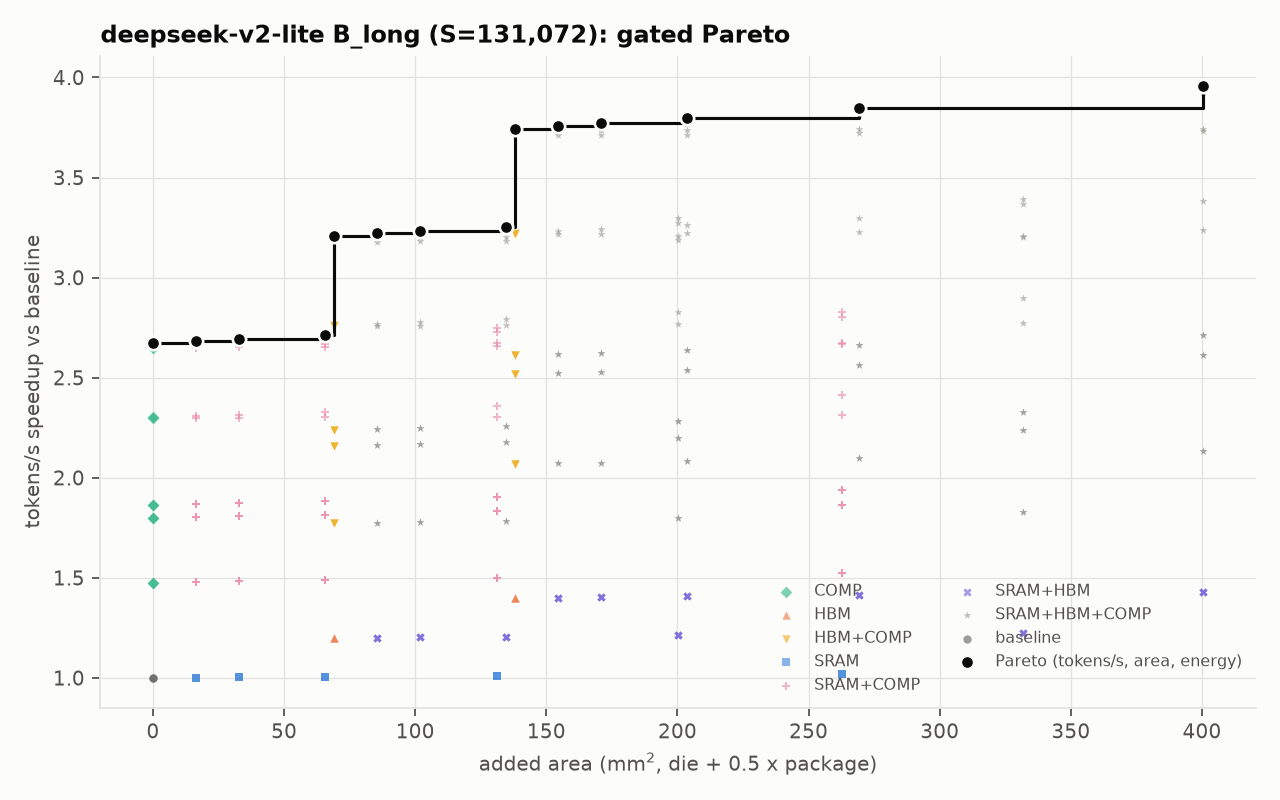 deepseek-v2-lite B_long (S=131,072): gated Pareto
tokens/s speedup vs baseline
4.0
3.5
3.0
2.5
2.0
1.5
1.0
COMP
HBM
HBM+COMP
SRAM
SRAM+COMP
SRAM+HBM
SRAM+HBM+COMP
baseline
Pareto (tokens/s, area, energy)
0 50 100 150 200 250 300 350 400
added area (mm², die + 0.5 x package)